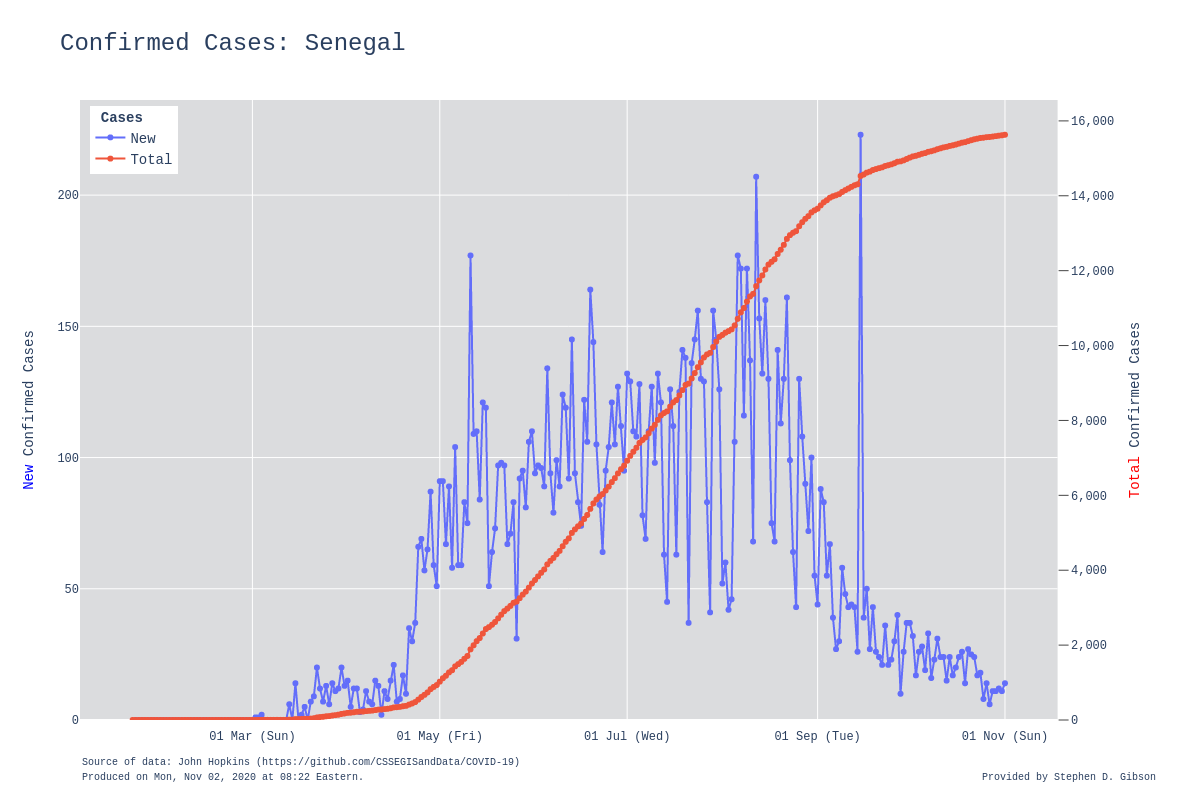 Confirmed Cases: Senegal
Cases
New
Total
200
150
100
50
0
New Confirmed Cases
16,000
14,000
12,000
10,000
8,000
6,000
4,000
2,000
0
Total Confirmed Cases
01 Mar (Sun) 01 May (Fri) 01 Jul (Wed) 01 Sep (Tue) 01 Nov (Sun)
Source of data: John Hopkins (https://github.com/CSSEGISandData/COVID-19)
Produced on Mon, Nov 02, 2020 at 08:22 Eastern.
Provided by Stephen D. Gibson